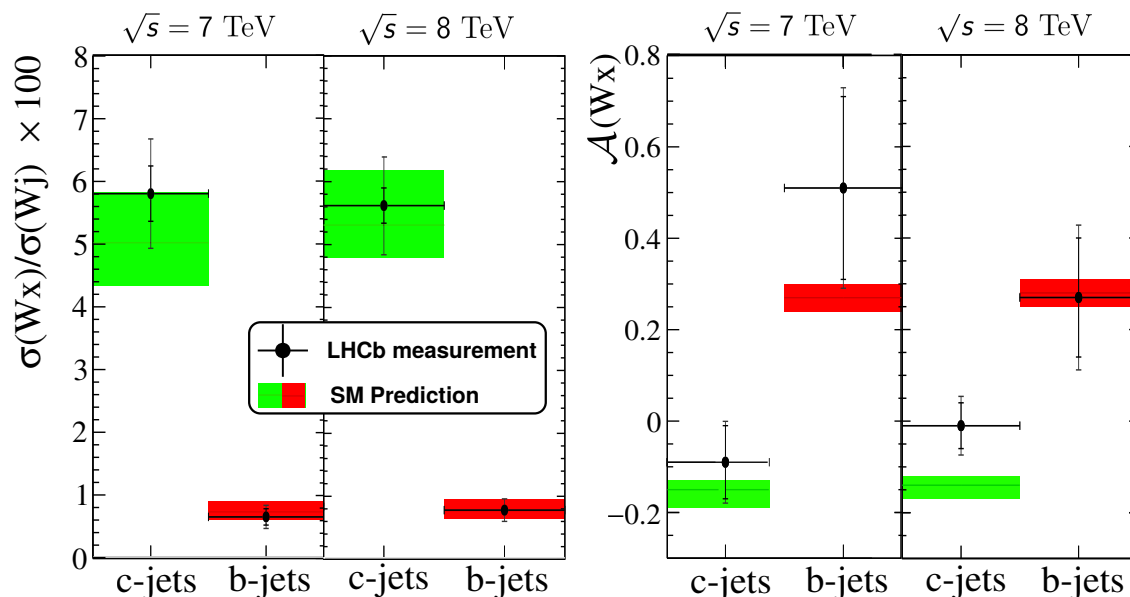 √s = 7 TeV √s = 8 TeV
σ(Wx)/σ(Wj) × 100
8
7
6
5
4
3
2
1
0
c-jets b-jets c-jets b-jets
LHCb measurement
SM Prediction
√s = 7 TeV √s = 8 TeV
𝒜(Wx)
0.8
0.6
0.4
0.2
0
−0.2
c-jets b-jets c-jets b-jets